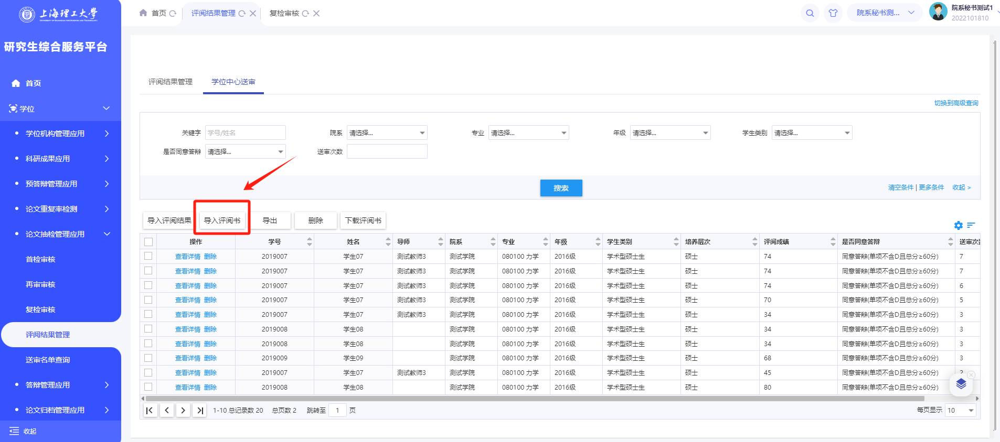 上海理工大學
UNIVERSITY OF SHANGHAI FOR SCIENCE AND TECHNOLOGY
研究生综合服务平台
首页
学位
学位机构管理应用
科研成果应用
预答辩管理应用
论文重复率检测
论文抽检管理应用
首检审核
再审审核
复检审核
评阅结果管理
送审名单查询
答辩管理应用
论文归档管理应用
收起
首页 评阅结果管理 复检审核
院系秘书测... 院系秘书测试1
2022101810
评阅结果管理 学位中心送审
切换到高级查询
关键字 学号/姓名 院系 请选择... 专业 请选择... 年级 请选择... 学生类别 请选择...
是否同意答辩 请选择... 送审次数
搜索 清空条件 | 更多条件 收起 >
导入评阅结果 导入评阅书 导出 删除 下载评阅书
操作 学号 姓名 导师 院系 专业 年级 学生类别 培养层次 评阅成绩 是否同意答辩 送审次
查看详情 删除 2019007 学生07 测试教师3 测试学院 080100 力学 2016级 学术型硕士生 硕士 74 同意答辩(单项不含D且总分≥60分) 7
查看详情 删除 2019007 学生07 测试教师3 测试学院 080100 力学 2016级 学术型硕士生 硕士 74 同意答辩(单项不含D且总分≥60分) 7
查看详情 删除 2019007 学生07 测试教师3 测试学院 080100 力学 2016级 学术型硕士生 硕士 74 同意答辩(单项不含D且总分≥60分) 6
查看详情 删除 2019007 学生07 测试教师3 测试学院 080100 力学 2016级 学术型硕士生 硕士 70 同意答辩(单项不含D且总分≥60分) 5
查看详情 删除 2019007 学生07 测试教师3 测试学院 080100 力学 2016级 学术型硕士生 硕士 34 同意答辩(单项不含D且总分≥60分) 3
查看详情 删除 2019008 学生08 测试学院 080100 力学 2016级 学术型硕士生 硕士 34 同意答辩(单项不含D且总分≥60分) 3
查看详情 删除 2019008 学生08 测试学院 080100 力学 2016级 学术型硕士生 硕士 34 同意答辩(单项不含D且总分≥60分) 3
查看详情 删除 2019009 学生09 测试学院 080100 力学 2016级 学术型硕士生 硕士 68 同意答辩(单项不含D且总分≥60分) 3
查看详情 删除 2019007 学生07 测试教师3 测试学院 080100 力学 2016级 学术型硕士生 硕士 45 同意答辩(单项不含D且总分≥60分) 2
查看详情 删除 2019008 学生08 测试学院 080100 力学 2016级 学术型硕士生 硕士 80 同意答辩(单项不含D且总分≥60分)
1-10 总记录数 20 总页数 2 跳转至 1 页 每页显示 10